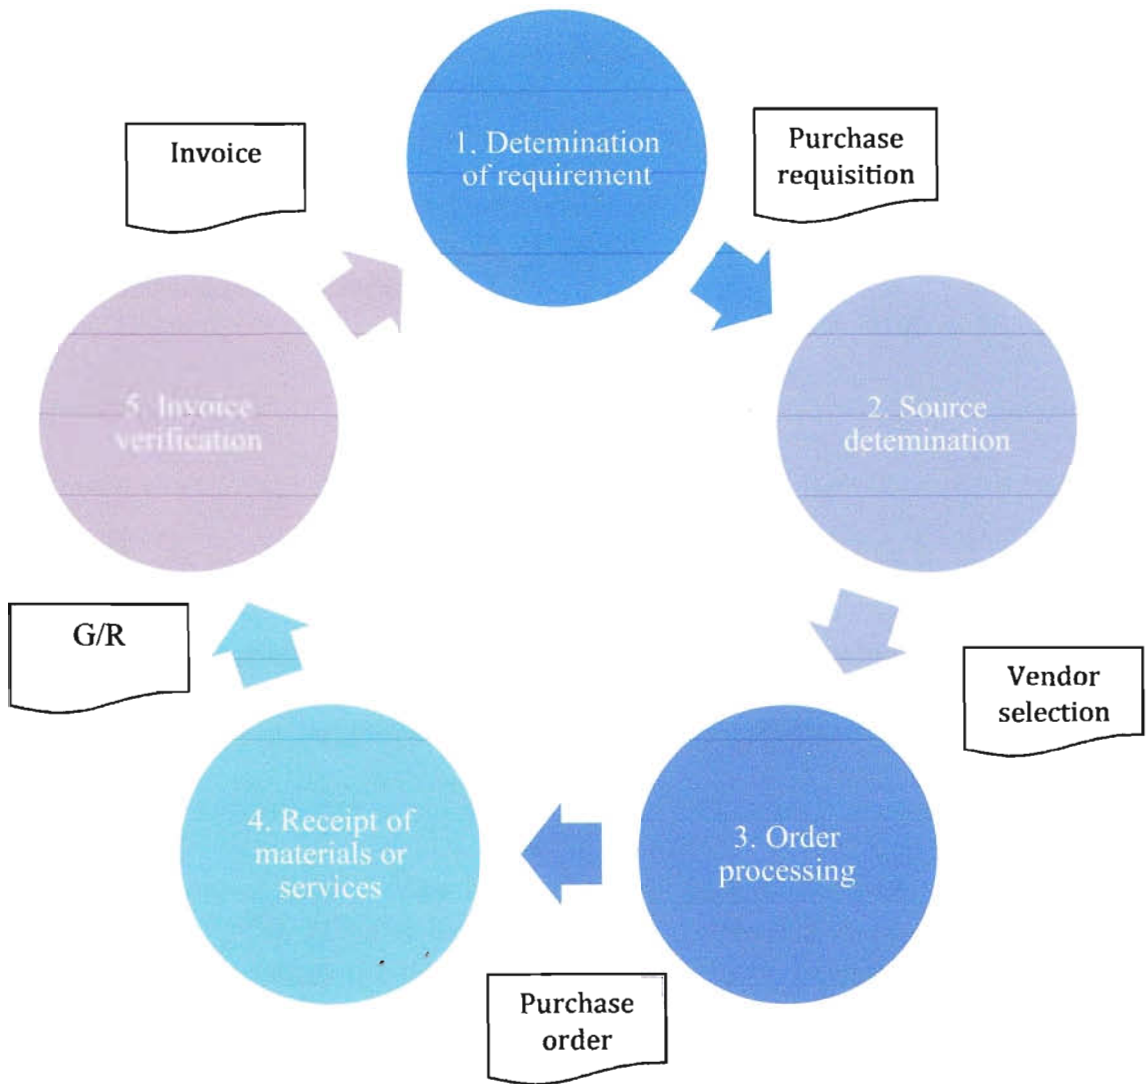 1. Detemination
of requirement
Purchase
requisition
2. Source
detemination
Vendor
selection
3. Order
processing
Purchase
order
4. Receipt of
materials or
services
G/R
5. Invoice
verification
Invoice